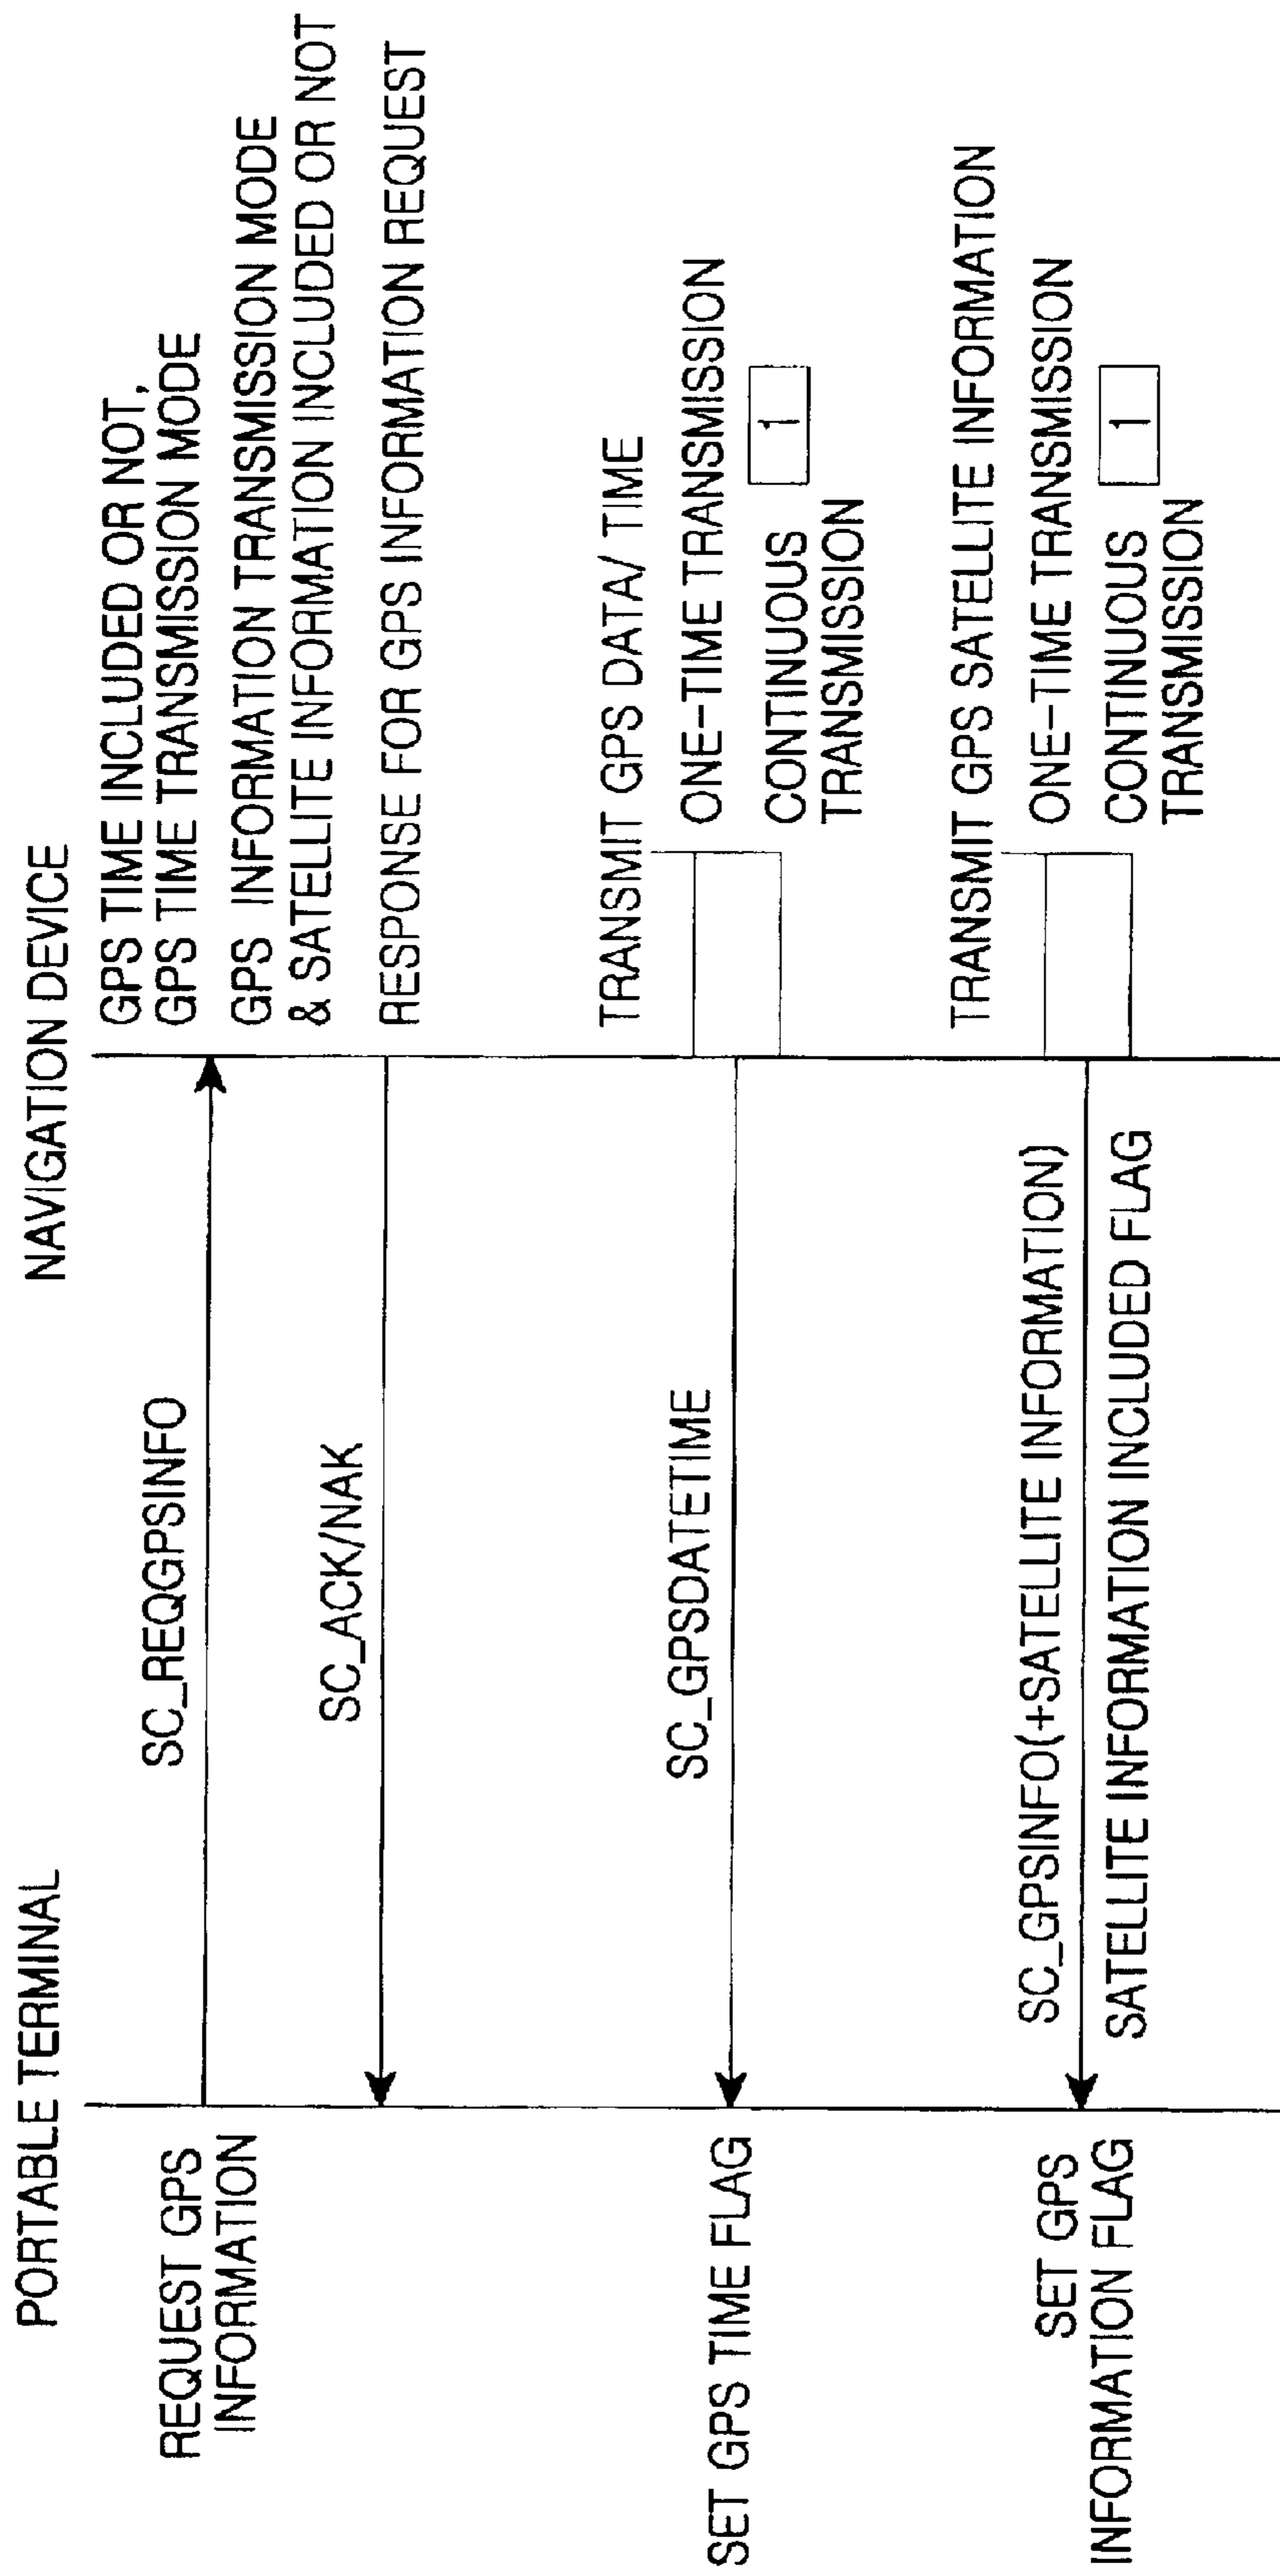 PORTABLE TERMINAL
NAVIGATION DEVICE
REQUEST GPS
INFORMATION
SC_REQGPSINFO
GPS TIME INCLUDED OR NOT,
GPS TIME TRANSMISSION MODE
GPS INFORMATION TRANSMISSION MODE
& SATELLITE INFORMATION INCLUDED OR NOT
SC_ACK/NAK
RESPONSE FOR GPS INFORMATION REQUEST
TRANSMIT GPS DATA/ TIME
SET GPS TIME FLAG
SC_GPSDATETIME
ONE-TIME TRANSMISSION
CONTINUOUS 1
TRANSMISSION
TRANSMIT GPS SATELLITE INFORMATION
SET GPS
INFORMATION FLAG
SC_GPSINFO(+SATELLITE INFORMATION)
SATELLITE INFORMATION INCLUDED FLAG
ONE-TIME TRANSMISSION
CONTINUOUS 1
TRANSMISSION